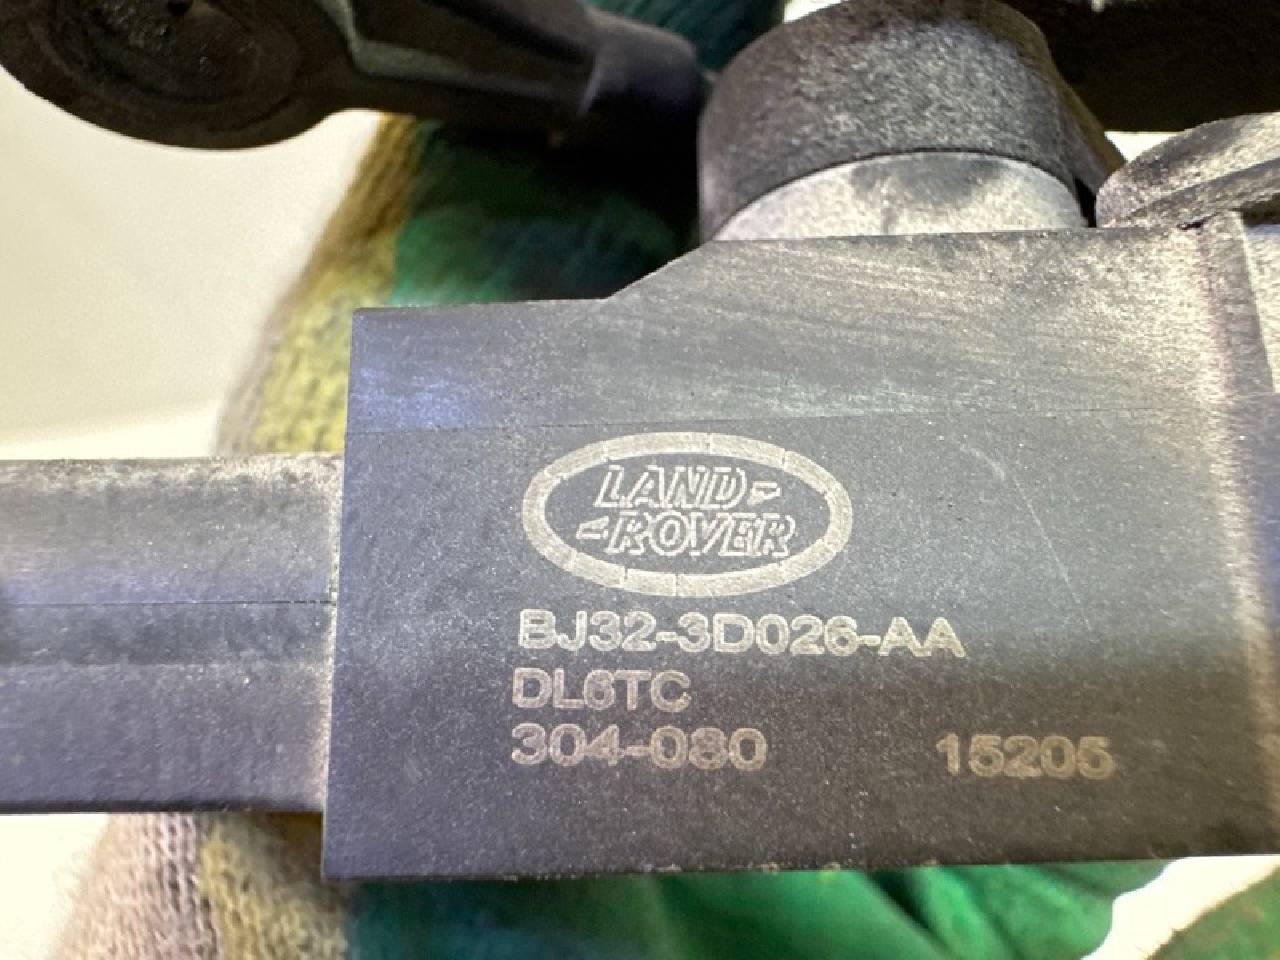 LAND-
-ROVER
BJ32-3D026-AA
DL6TC
304-080 15205